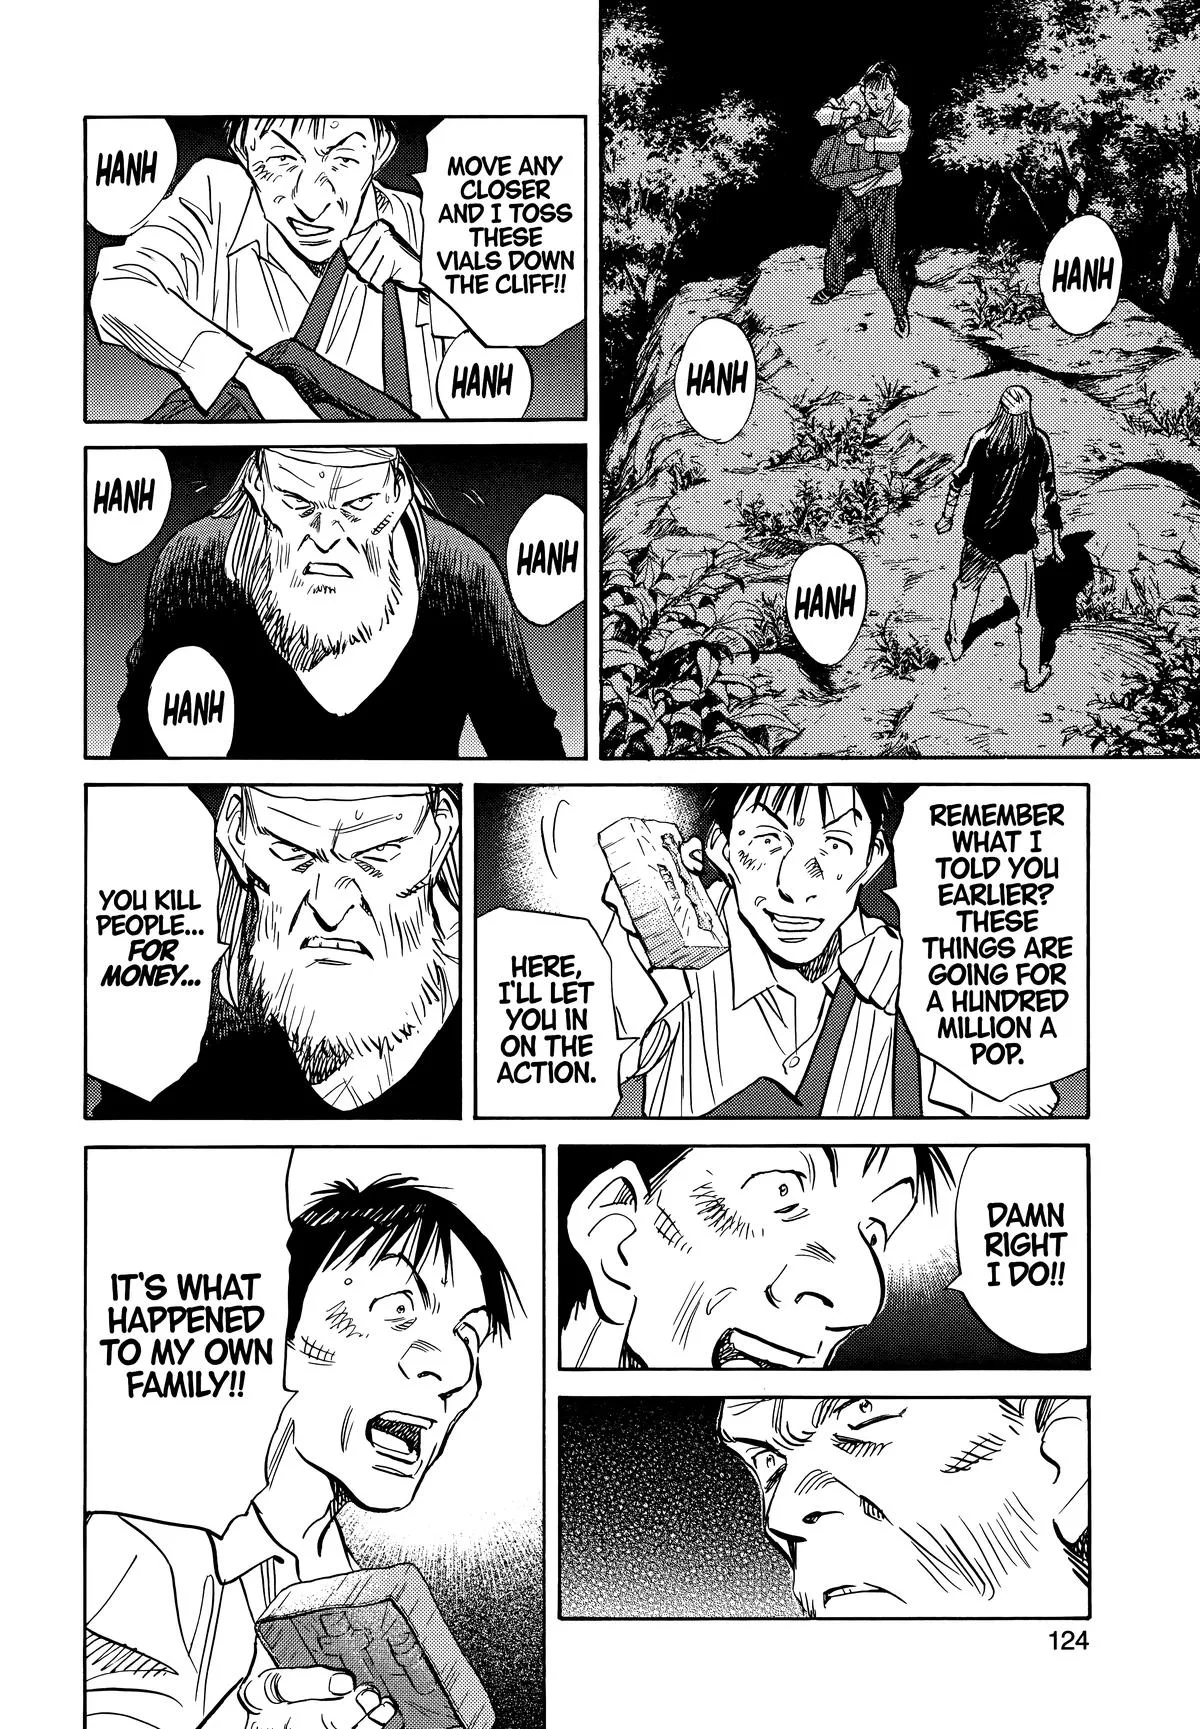 HANH
HANH
HANH
HANH
MOVE ANY
CLOSER
AND I TOSS
THESE
VIALS DOWN
THE CLIFF!!
HANH
HANH
HANH
HANH
REMEMBER
WHAT I
TOLD YOU
EARLIER?
THESE
THINGS ARE
GOING FOR
A HUNDRED
MILLION A
POP.
HERE,
I'LL LET
YOU IN
ON THE
ACTION.
YOU KILL
PEOPLE...
FOR
MONEY...
DAMN
RIGHT
I DO!!
IT'S WHAT
HAPPENED
TO MY OWN
FAMILY!!
124